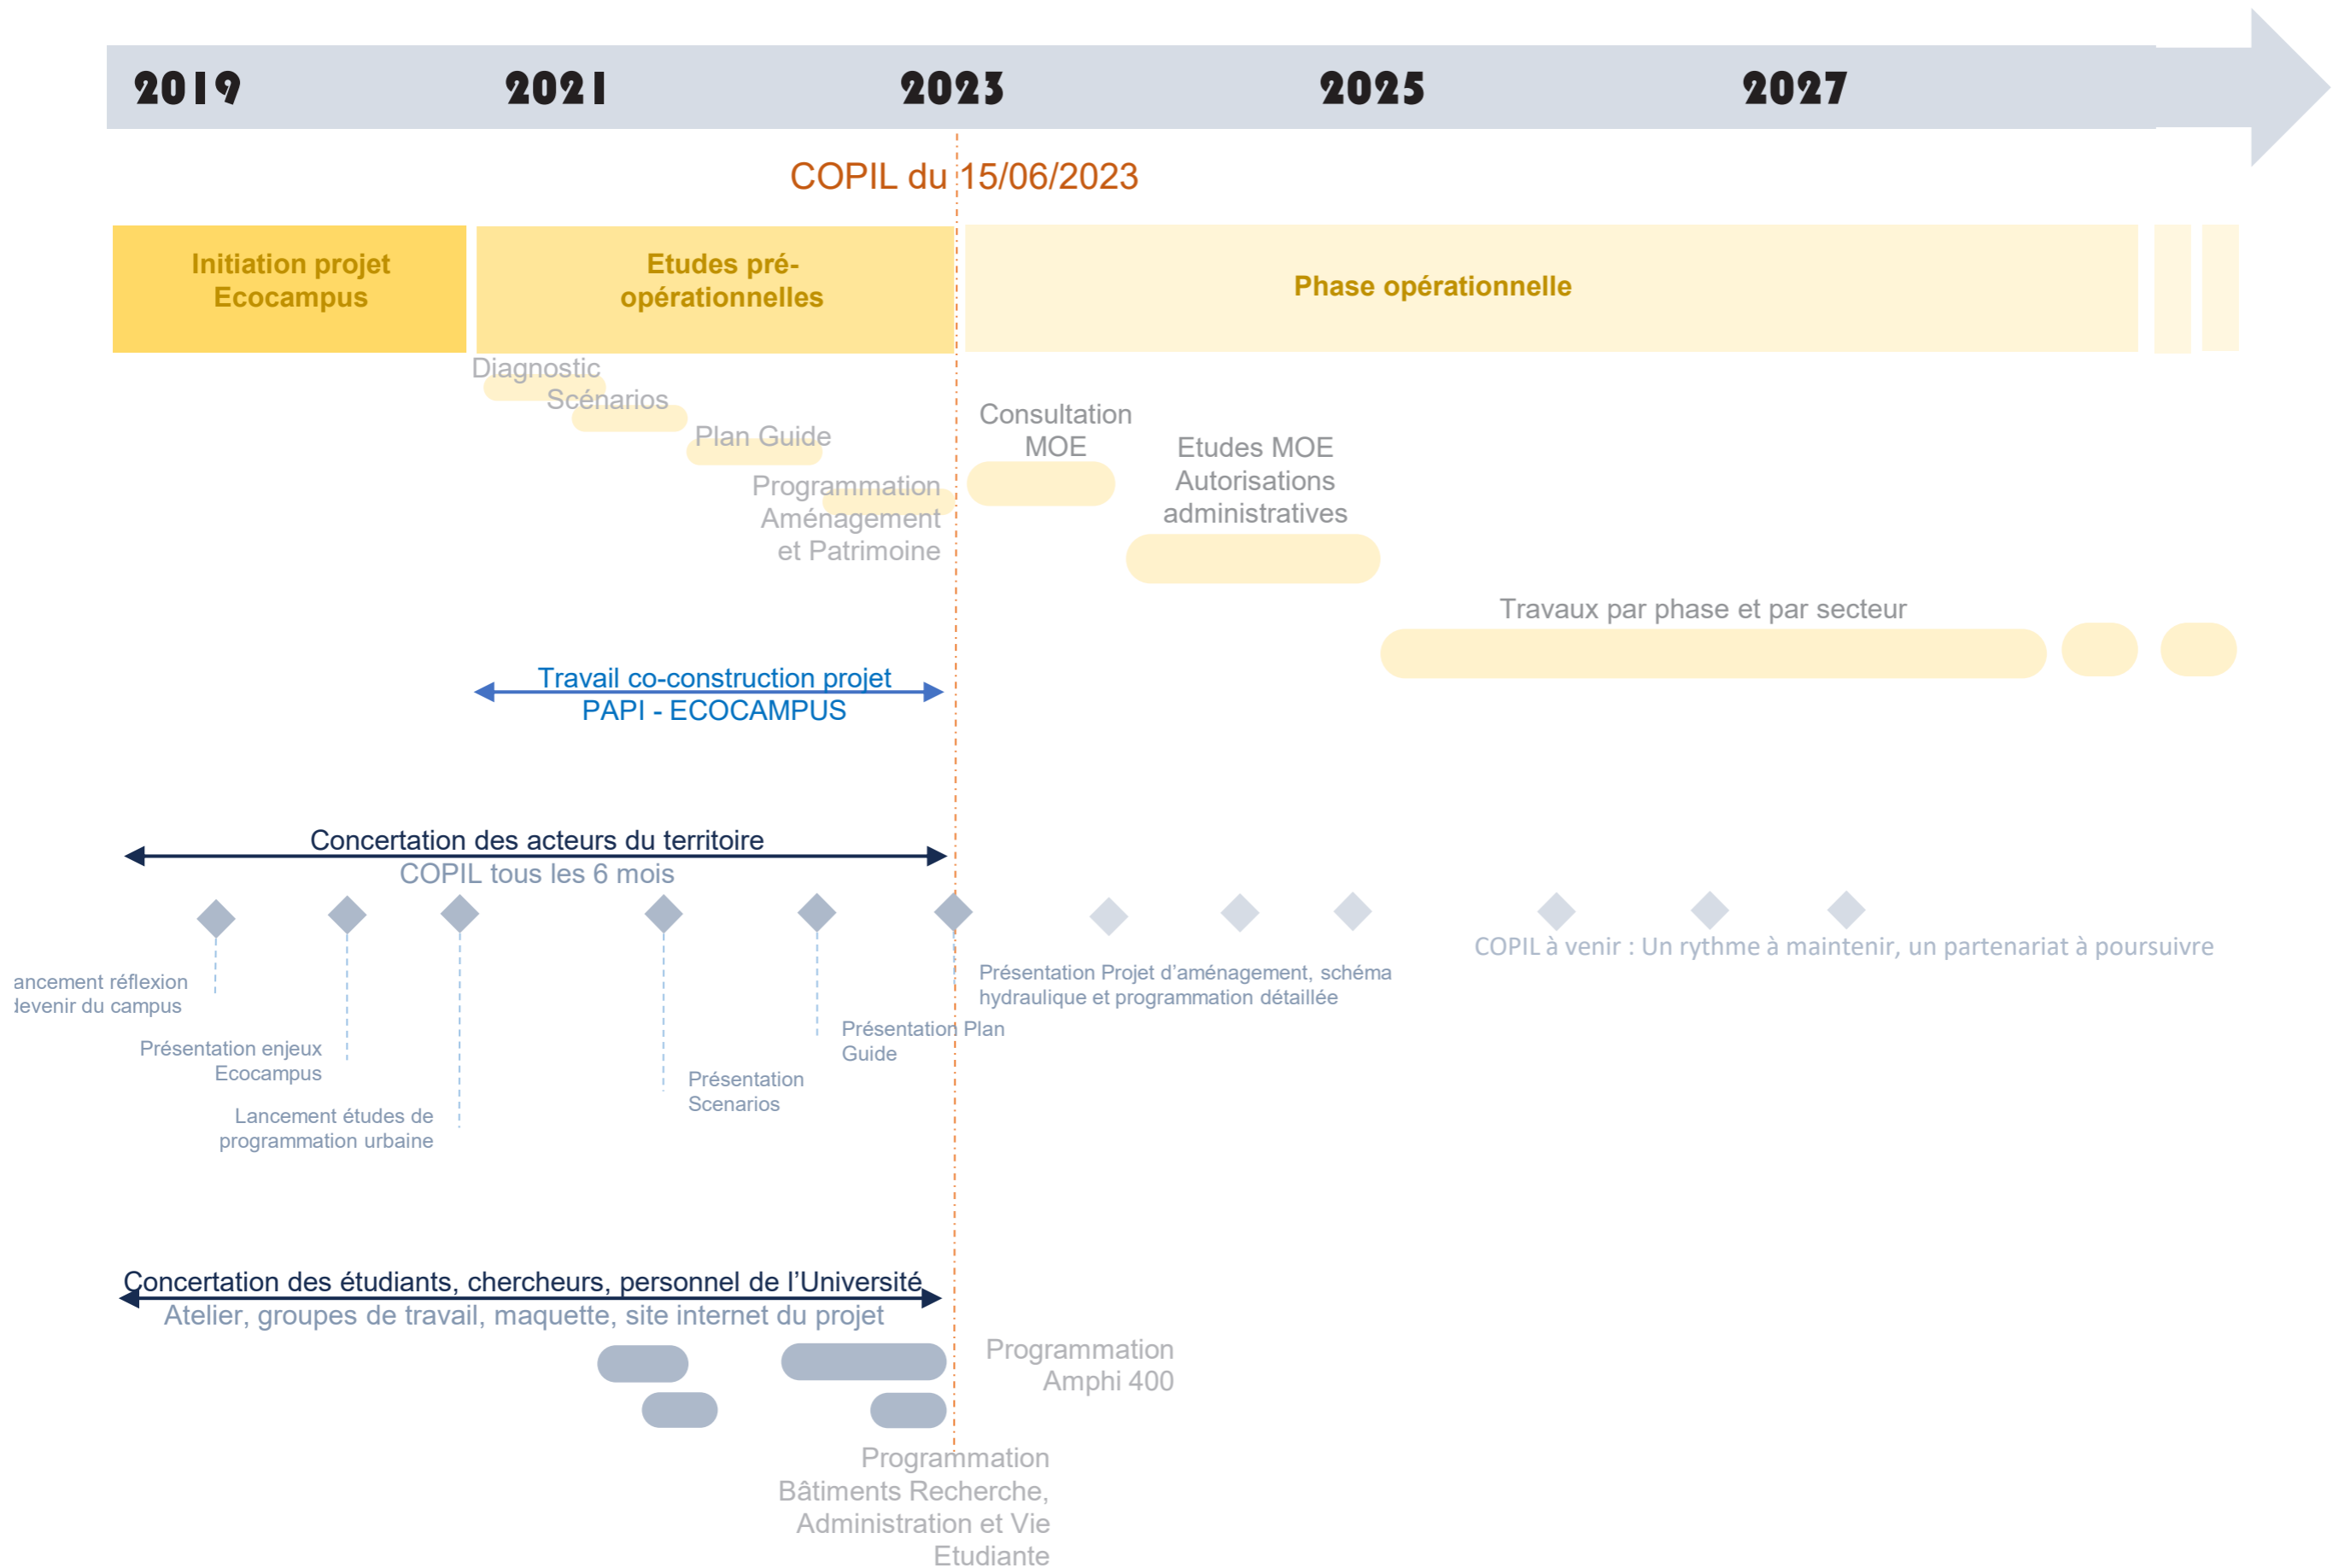 2019 2021 2023 2025 2027
COPIL du 15/06/2023
Initiation projet
Ecocampus
Etudes pré-
opérationnelles
Phase opérationnelle
Diagnostic
Scénarios
Plan Guide
Programmation
Aménagement
et Patrimoine
Consultation
MOE
Etudes MOE
Autorisations
administratives
Travaux par phase et par secteur
Travail co-construction projet
PAPI - ECOCAMPUS
Concertation des acteurs du territoire
COPIL tous les 6 mois
COPIL à venir : Un rythme à maintenir, un partenariat à poursuivre
ancement réflexion
devenir du campus
Présentation enjeux
Ecocampus
Lancement études de
programmation urbaine
Présentation
Scenarios
Présentation Plan
Guide
Présentation Projet d’aménagement, schéma
hydraulique et programmation détaillée
Concertation des étudiants, chercheurs, personnel de l’Université
Atelier, groupes de travail, maquette, site internet du projet
Programmation
Amphi 400
Programmation
Bâtiments Recherche,
Administration et Vie
Etudiante